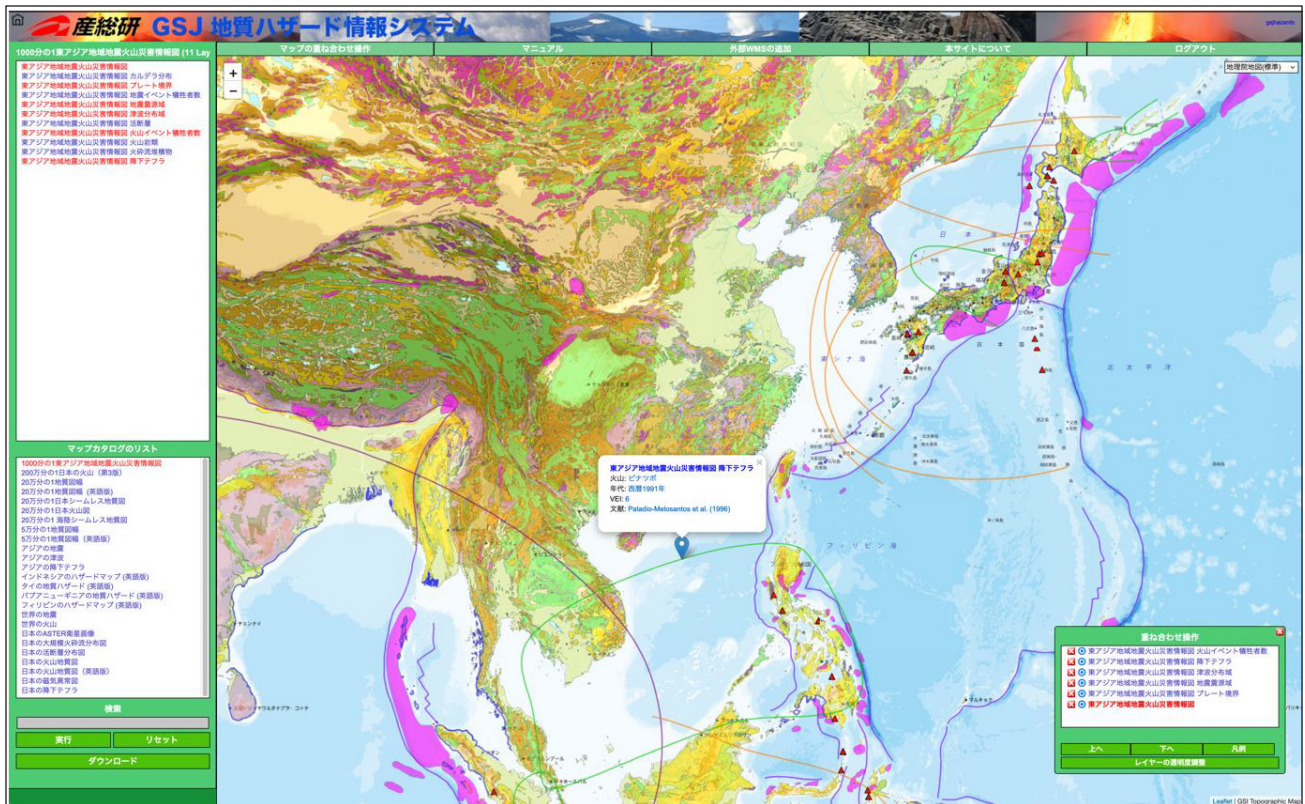 産総研 GSJ 地質ハザード情報システム
gsjhazards
1000分の1東アジア地域地震火山災害情報図 (11 Lay
マップの重ね合わせ操作
マニュアル
外部WMSの追加
本サイトについて
ログアウト
東アジア地域地震火山災害情報図
東アジア地域地震火山災害情報図 カルデラ分布
東アジア地域地震火山災害情報図 プレート境界
東アジア地域地震火山災害情報図 地震イベント犠牲者数
東アジア地域地震火山災害情報図 地震震源域
東アジア地域地震火山災害情報図 津波分布域
東アジア地域地震火山災害情報図 活断層
東アジア地域地震火山災害情報図 火山イベント犠牲者数
東アジア地域地震火山災害情報図 火山岩類
東アジア地域地震火山災害情報図 火砕流堆積物
東アジア地域地震火山災害情報図 降下テフラ
+
−
地理院地図(標準)
日本海
東シナ海
日本国
北太平洋
フィリピン海
東アジア地域地震火山災害情報図 降下テフラ
火山: ピナツボ
年代: 西暦1991年
VEI: 6
文献: Paladio-Melosantos et al. (1996)
マップカタログのリスト
1000分の1東アジア地域地震火山災害情報図
200万分の1日本の火山（第3版）
20万分の1地質図幅
20万分の1地質図幅（英語版）
20万分の1日本シームレス地質図
20万分の1日本火山図
20万分の1 海陸シームレス地質図
5万分の1地質図幅
5万分の1地質図幅（英語版）
アジアの地震
アジアの津波
アジアの降下テフラ
インドネシアのハザードマップ (英語版)
タイの地質ハザード (英語版)
パプアニューギニアの地質ハザード (英語版)
フィリピンのハザードマップ (英語版)
世界の地震
世界の火山
日本のASTER衛星画像
日本の大規模火砕流分布図
日本の活断層分布図
日本の火山地質図
日本の火山地質図（英語版）
日本の磁気異常図
日本の降下テフラ
検索
実行
リセット
ダウンロード
重ね合わせ操作
東アジア地域地震火山災害情報図 火山イベント犠牲者数
東アジア地域地震火山災害情報図 降下テフラ
東アジア地域地震火山災害情報図 津波分布域
東アジア地域地震火山災害情報図 地震震源域
東アジア地域地震火山災害情報図 プレート境界
東アジア地域地震火山災害情報図
上へ
下へ
凡例
レイヤーの透明度調整
Leaflet | GSI Topographic Map